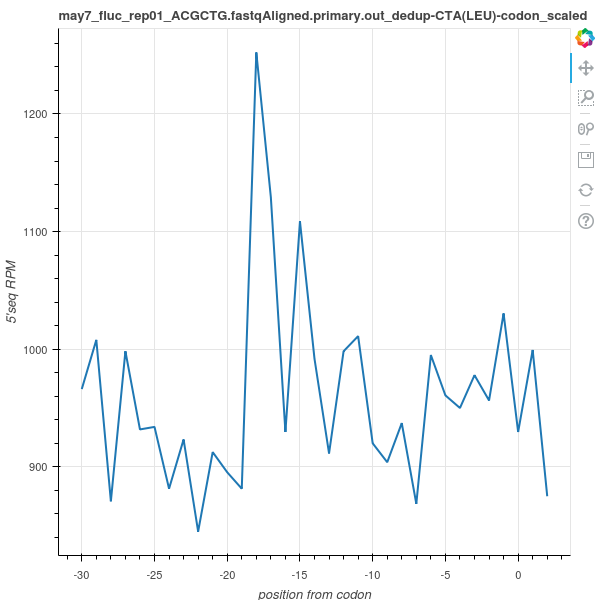 may7_fluc_rep01_ACGCTG.fastqAligned.primary.out_dedup-CTA(LEU)-codon_scaled
1200
1100
1000
900
5'seq RPM
-30 -25 -20 -15 -10 -5 0
position from codon